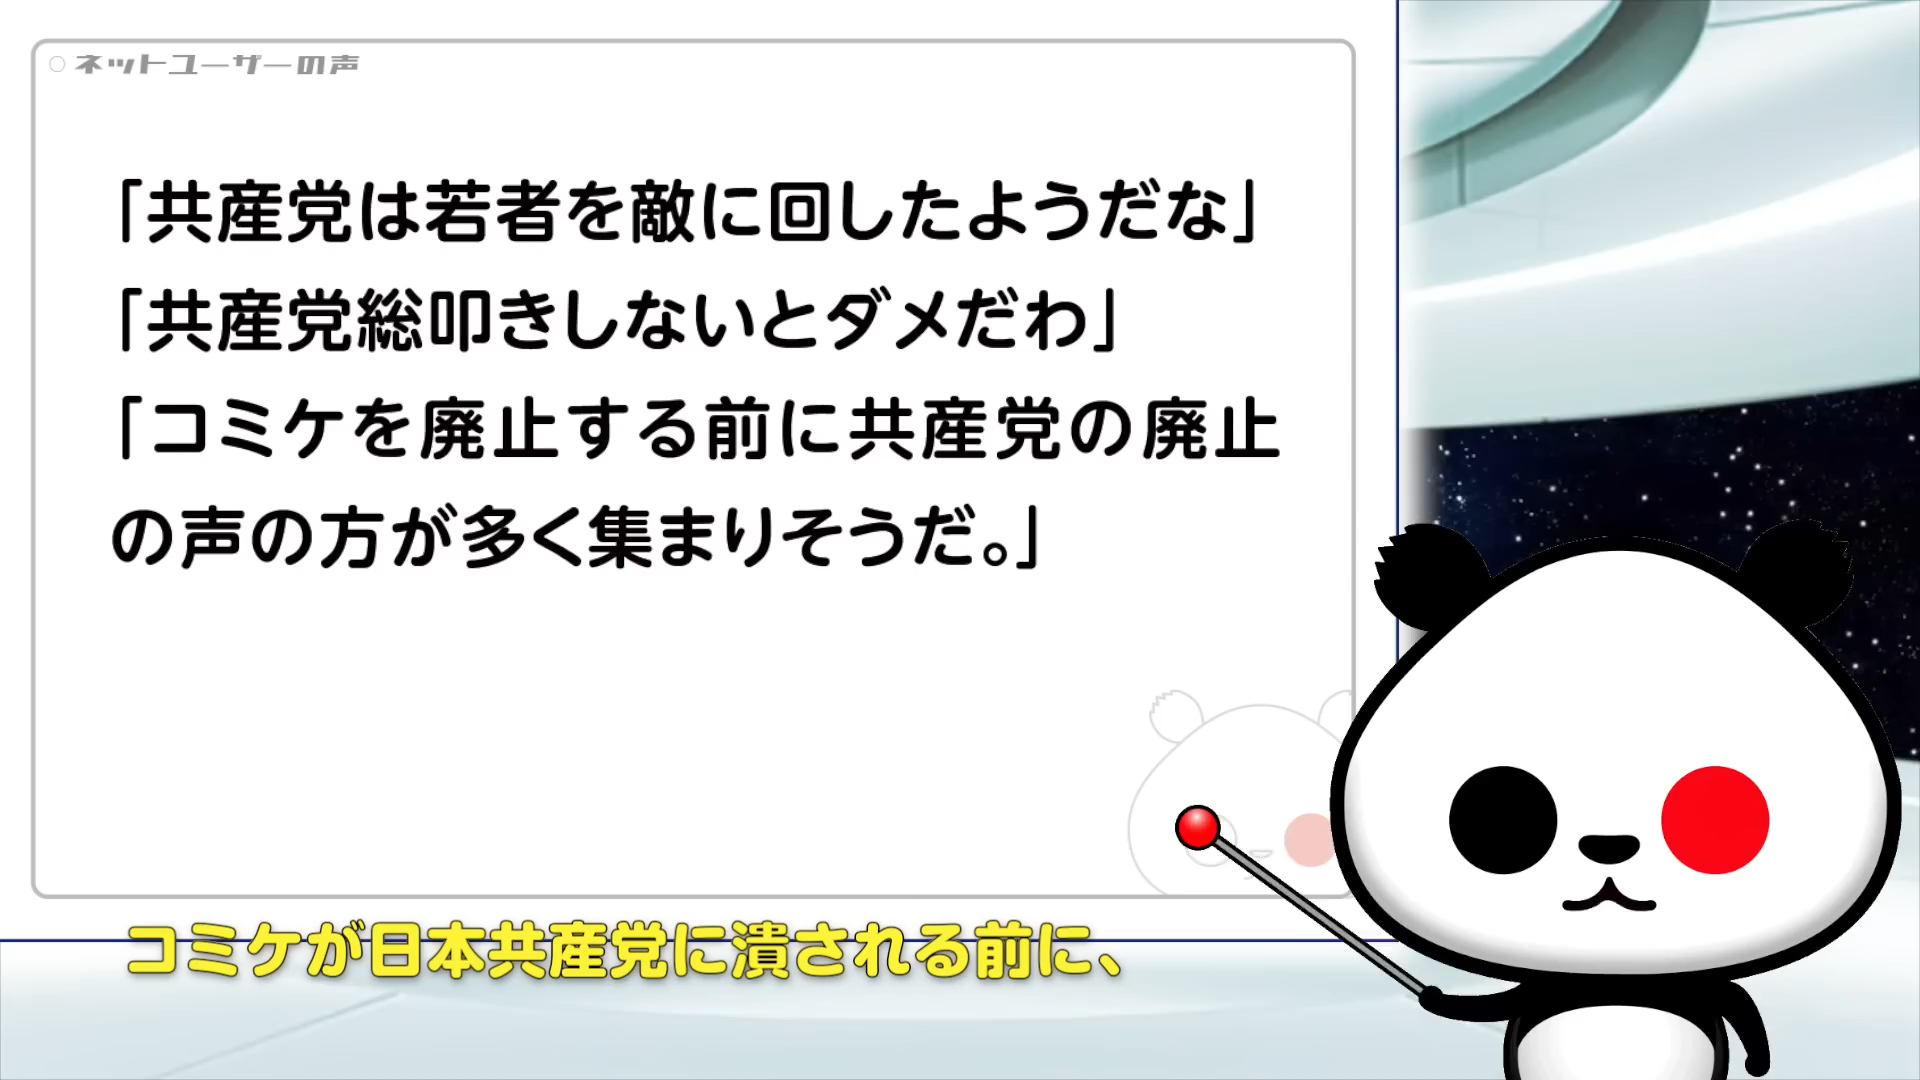 ○ネットユーザーの声
「共産党は若者を敵に回したようだな」
「共産党総叩きしないとダメだわ」
「コミケを廃止する前に共産党の廃止
の声の方が多く集まりそうだ。」
コミケが日本共産党に潰される前に、